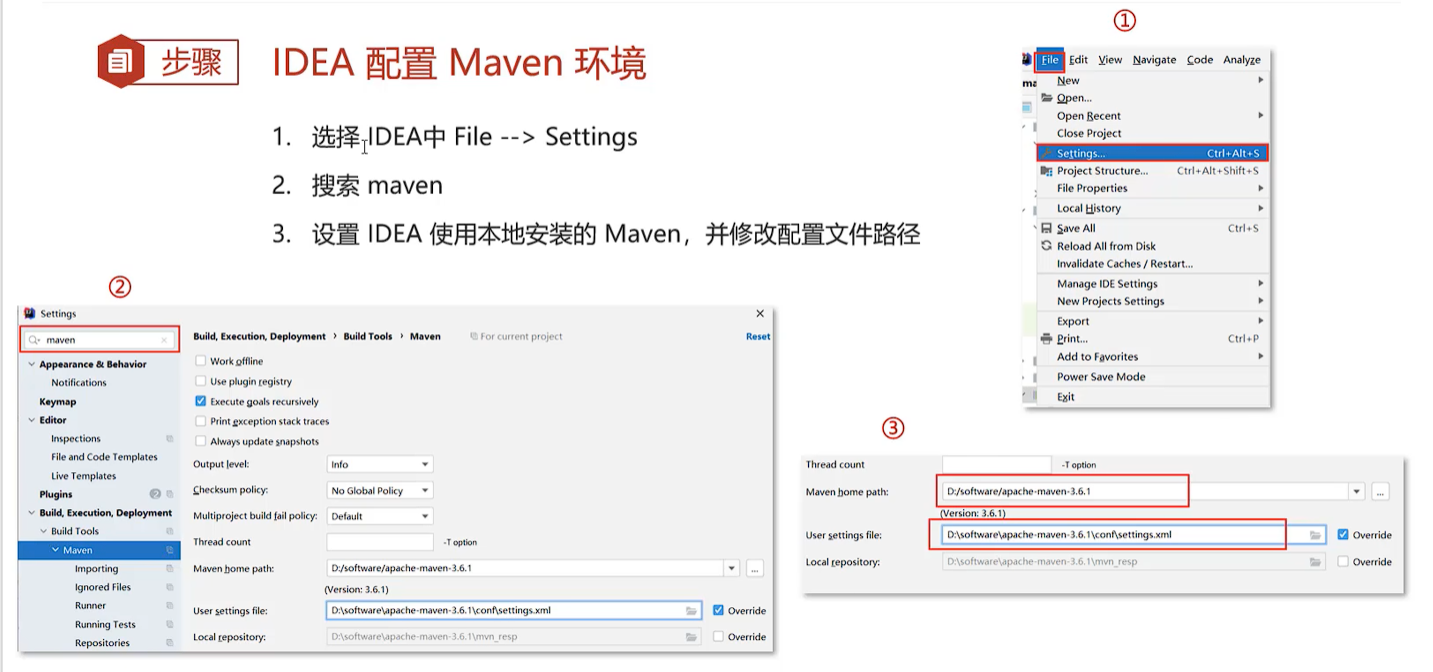 步骤
IDEA 配置 Maven 环境
1. 选择 IDEA中 File --> Settings
2. 搜索 maven
3. 设置 IDEA 使用本地安装的 Maven，并修改配置文件路径
①
File Edit View Navigate Code Analyze
ma
New
Open...
Open Recent
Close Project
Settings... Ctrl+Alt+S
Project Structure... Ctrl+Alt+Shift+S
File Properties
Local History
Save All Ctrl+S
Reload All from Disk
Invalidate Caches / Restart...
Manage IDE Settings
New Projects Settings
Export
Print... Ctrl+P
Add to Favorites
Power Save Mode
Exit
②
Settings
maven
Appearance & Behavior
Notifications
Keymap
Editor
Inspections
File and Code Templates
Live Templates
Plugins 2
Build, Execution, Deployment
Build Tools
Maven
Importing
Ignored Files
Runner
Running Tests
Repositories
Build, Execution, Deployment › Build Tools › Maven For current project Reset
Work offline
Use plugin registry
Execute goals recursively
Print exception stack traces
Always update snapshots
Output level: Info
Checksum policy: No Global Policy
Multiproject build fail policy: Default
Thread count -T option
Maven home path: D:/software/apache-maven-3.6.1 ...
(Version: 3.6.1)
User settings file: D:\software\apache-maven-3.6.1\conf\settings.xml Override
Local repository: D:\software\apache-maven-3.6.1\mvn_resp Override
③
Thread count -T option
Maven home path: D:/software/apache-maven-3.6.1 ...
(Version: 3.6.1)
User settings file: D:\software\apache-maven-3.6.1\conf\settings.xml Override
Local repository: D:\software\apache-maven-3.6.1\mvn_resp Override